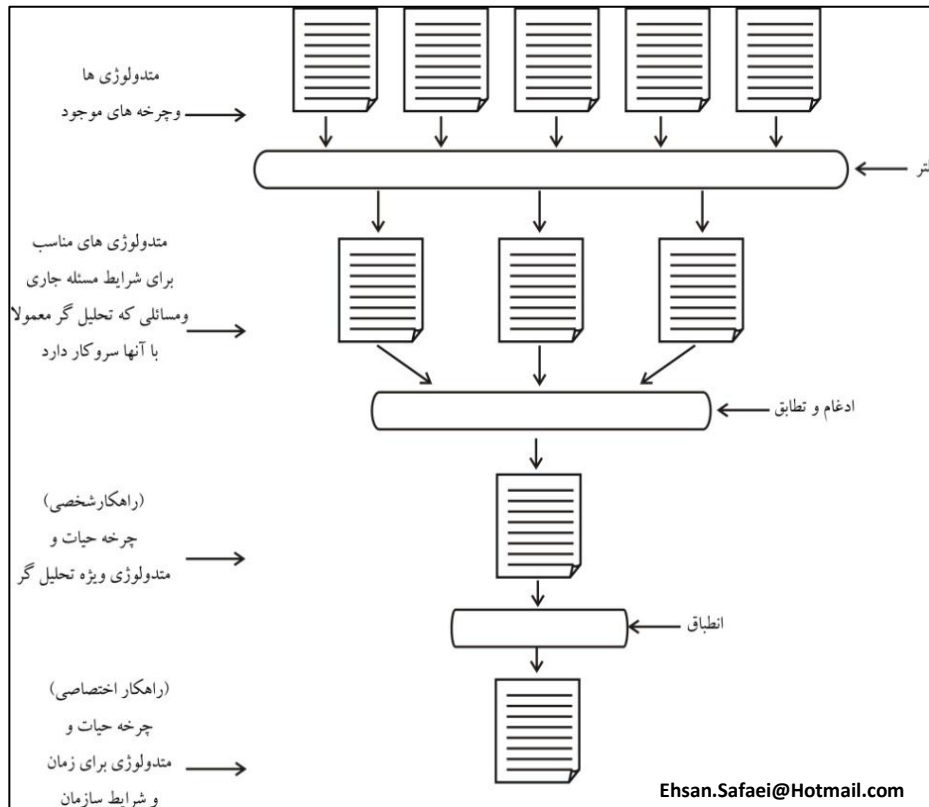 متدولوژی ها
وچرخه های موجود
متدولوژی های مناسب
برای شرایط مسئله جاری
ومسائلی که تحلیل گر معمولا
با آنها سروکار دارد
ادغام و تطابق
(راهکارشخصی)
چرخه حیات و
متدولوژی ویژه تحلیل گر
انطباق
(راهکار اختصاصی)
چرخه حیات و
متدولوژی برای زمان
و شرایط سازمان
Ehsan.Safaei@Hotmail.com